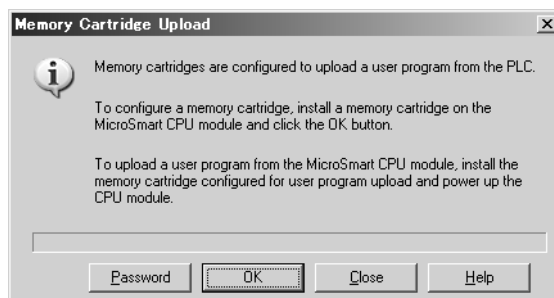 Memory Cartridge Upload
Memory cartridges are configured to upload a user program from the PLC.
To configure a memory cartridge, install a memory cartridge on the
MicroSmart CPU module and click the OK button.
To upload a user program from the MicroSmart CPU module, install the
memory cartridge configured for user program upload and power up the
CPU module.
Password OK Close Help